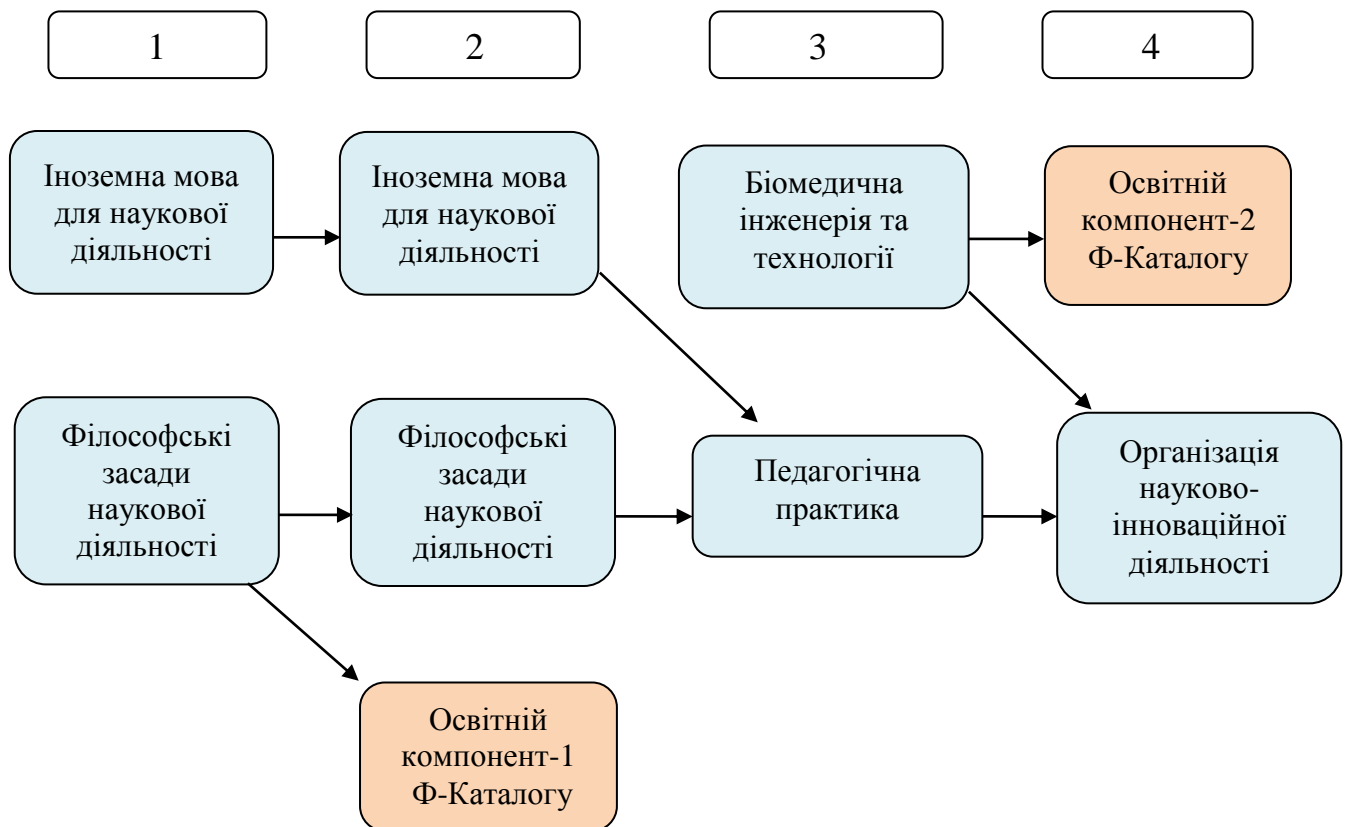 1
2
3
4
Іноземна мова
для наукової
діяльності
Іноземна мова
для наукової
діяльності
Біомедична
інженерія та
технології
Освітній
компонент-2
Ф-Каталогу
Філософські
засади
наукової
діяльності
Філософські
засади
наукової
діяльності
Педагогічна
практика
Організація
науково-
інноваційної
діяльності
Освітній
компонент-1
Ф-Каталогу